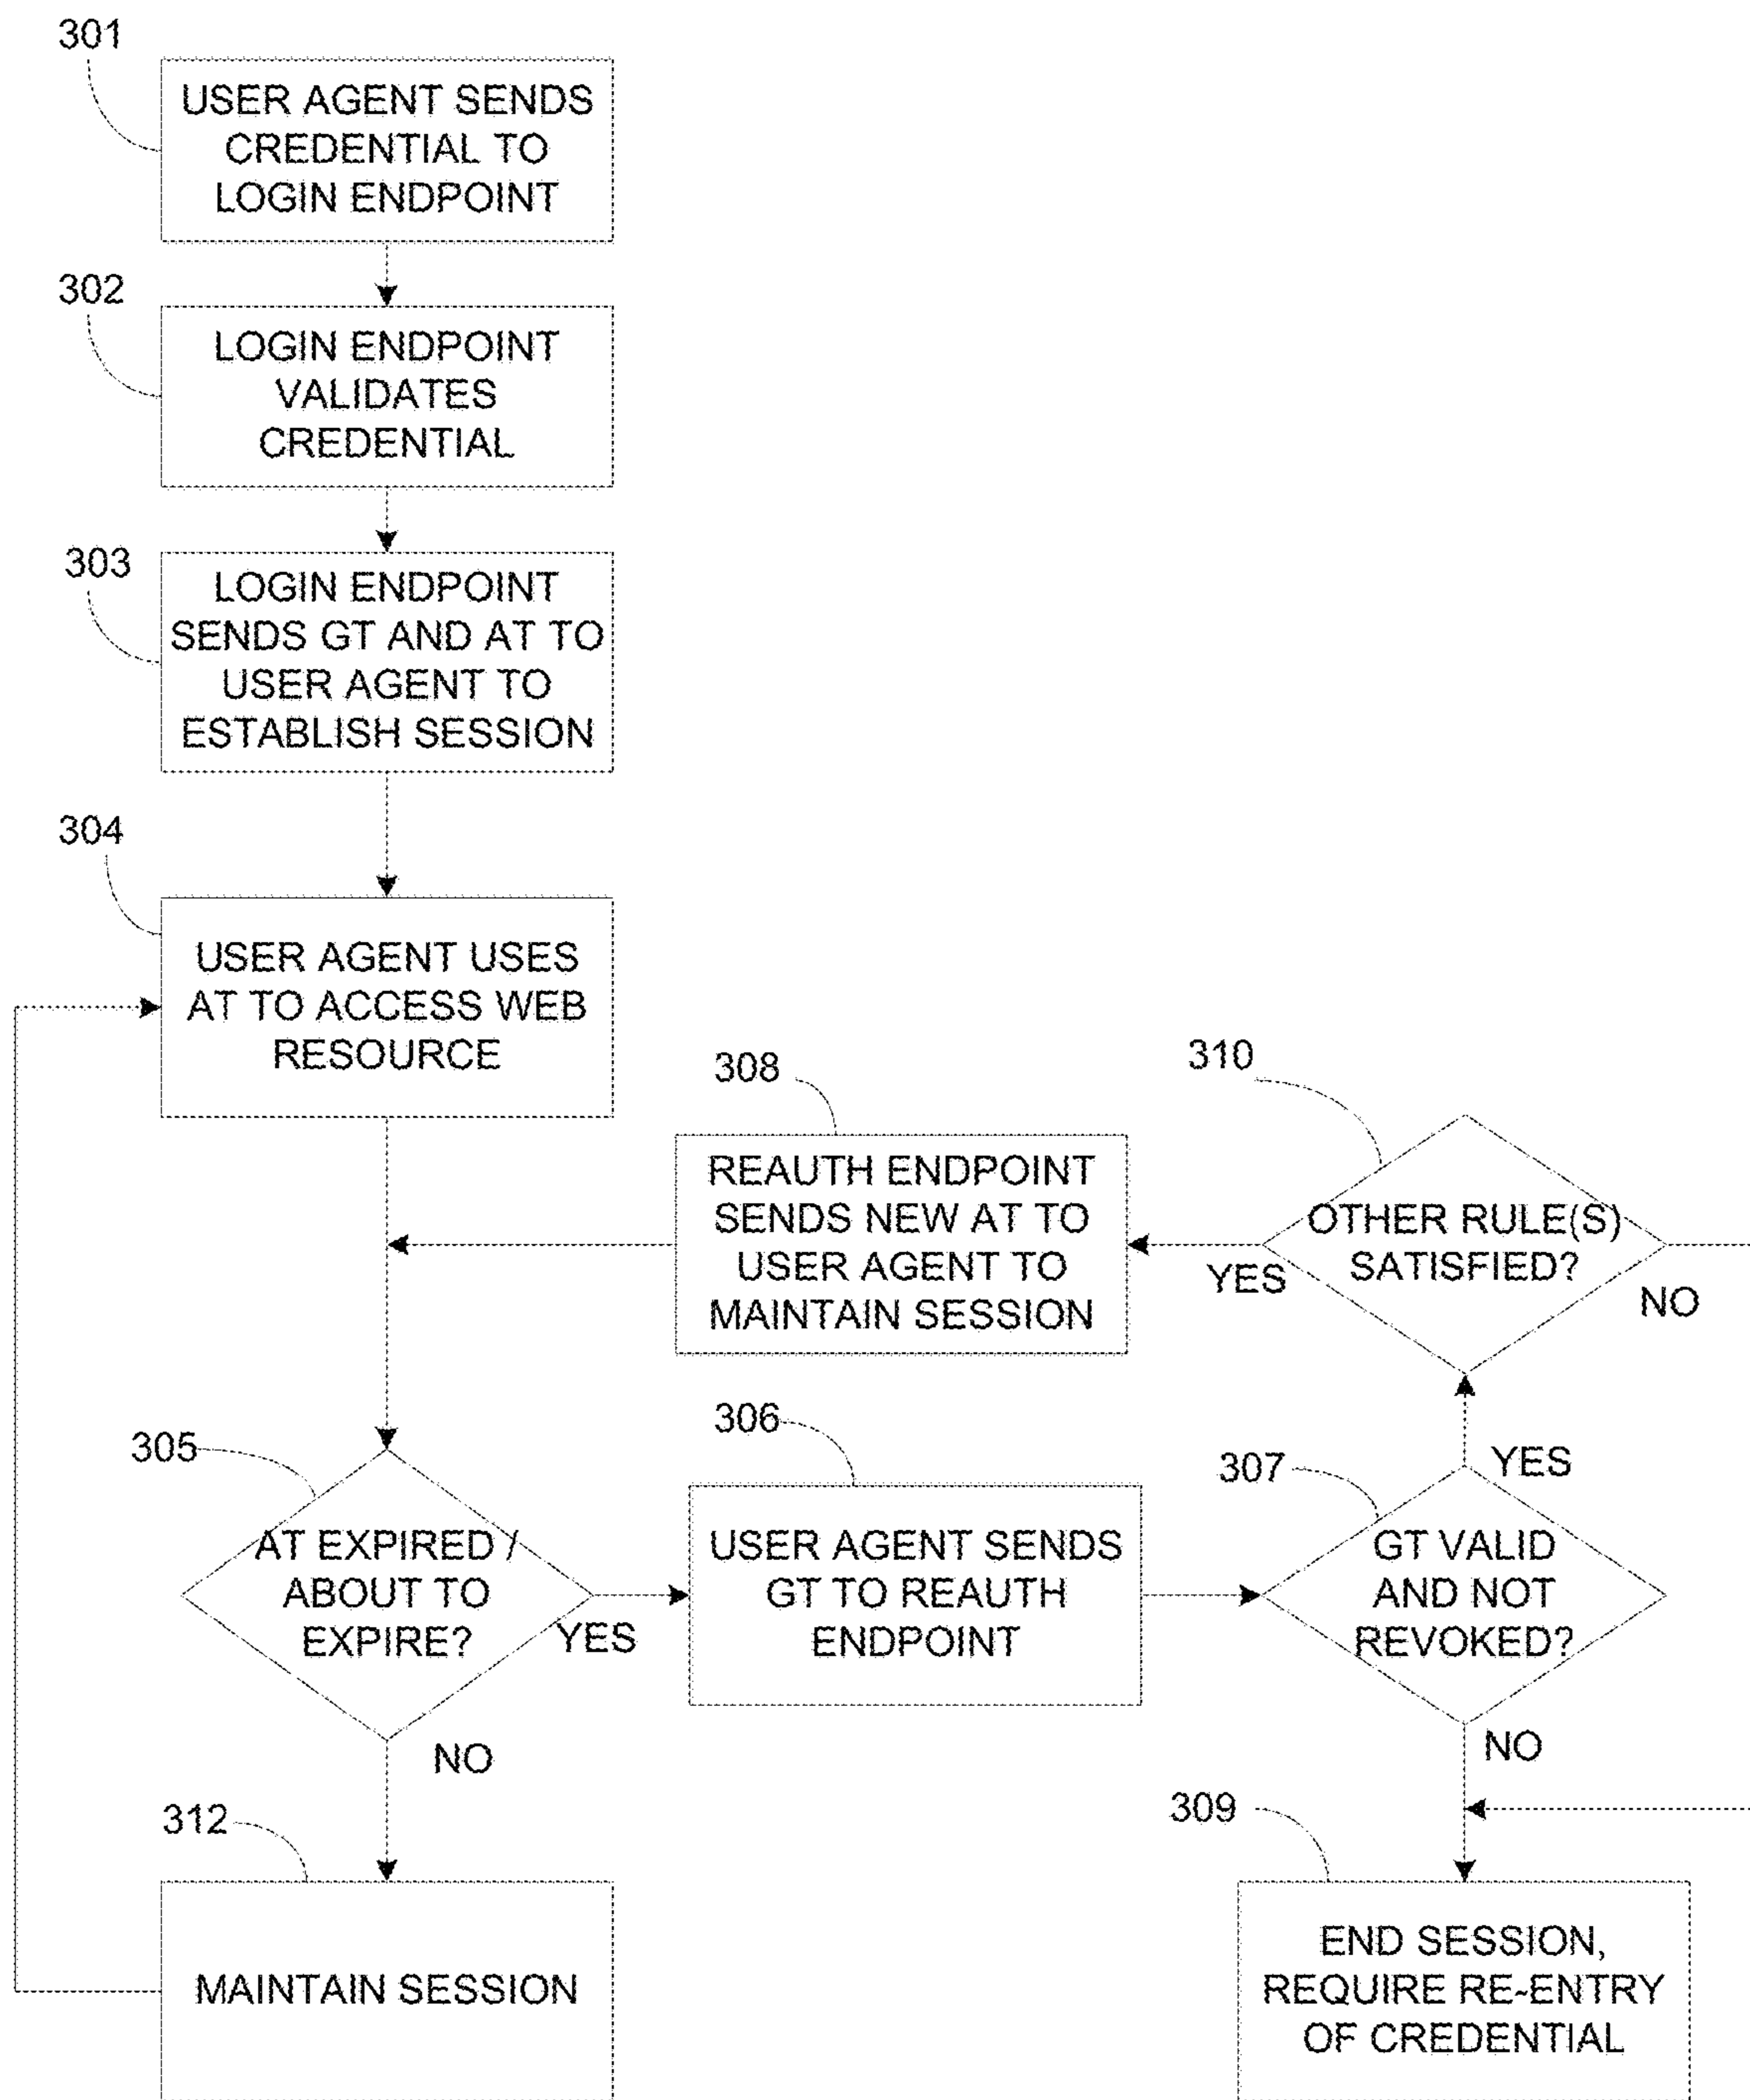 301
USER AGENT SENDS
CREDENTIAL TO
LOGIN ENDPOINT
302
LOGIN ENDPOINT
VALIDATES
CREDENTIAL
303
LOGIN ENDPOINT
SENDS GT AND AT TO
USER AGENT TO
ESTABLISH SESSION
304
USER AGENT USES
AT TO ACCESS WEB
RESOURCE
308
REAUTH ENDPOINT
SENDS NEW AT TO
USER AGENT TO
MAINTAIN SESSION
310
OTHER RULE(S)
SATISFIED?
YES
NO
305
AT EXPIRED /
ABOUT TO
EXPIRE?
YES
NO
306
USER AGENT SENDS
GT TO REAUTH
ENDPOINT
307
YES
GT VALID
AND NOT
REVOKED?
NO
312
MAINTAIN SESSION
309
END SESSION,
REQUIRE RE-ENTRY
OF CREDENTIAL